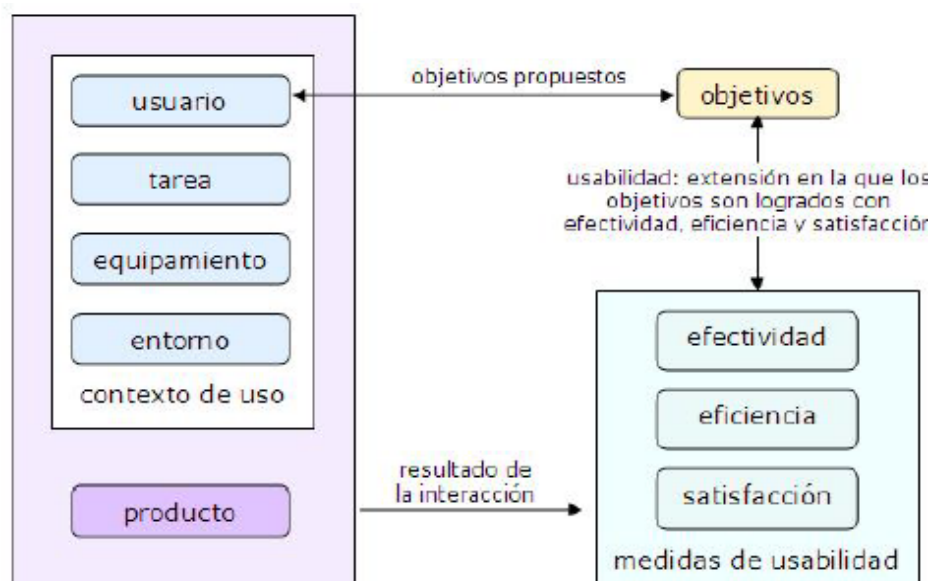 usuario
tarea
equipamiento
entorno
contexto de uso
producto
objetivos propuestos
objetivos
usabilidad: extensión en la que los
objetivos son logrados con
efectividad, eficiencia y satisfacción
resultado de
la interacción
efectividad
eficiencia
satisfacción
medidas de usabilidad